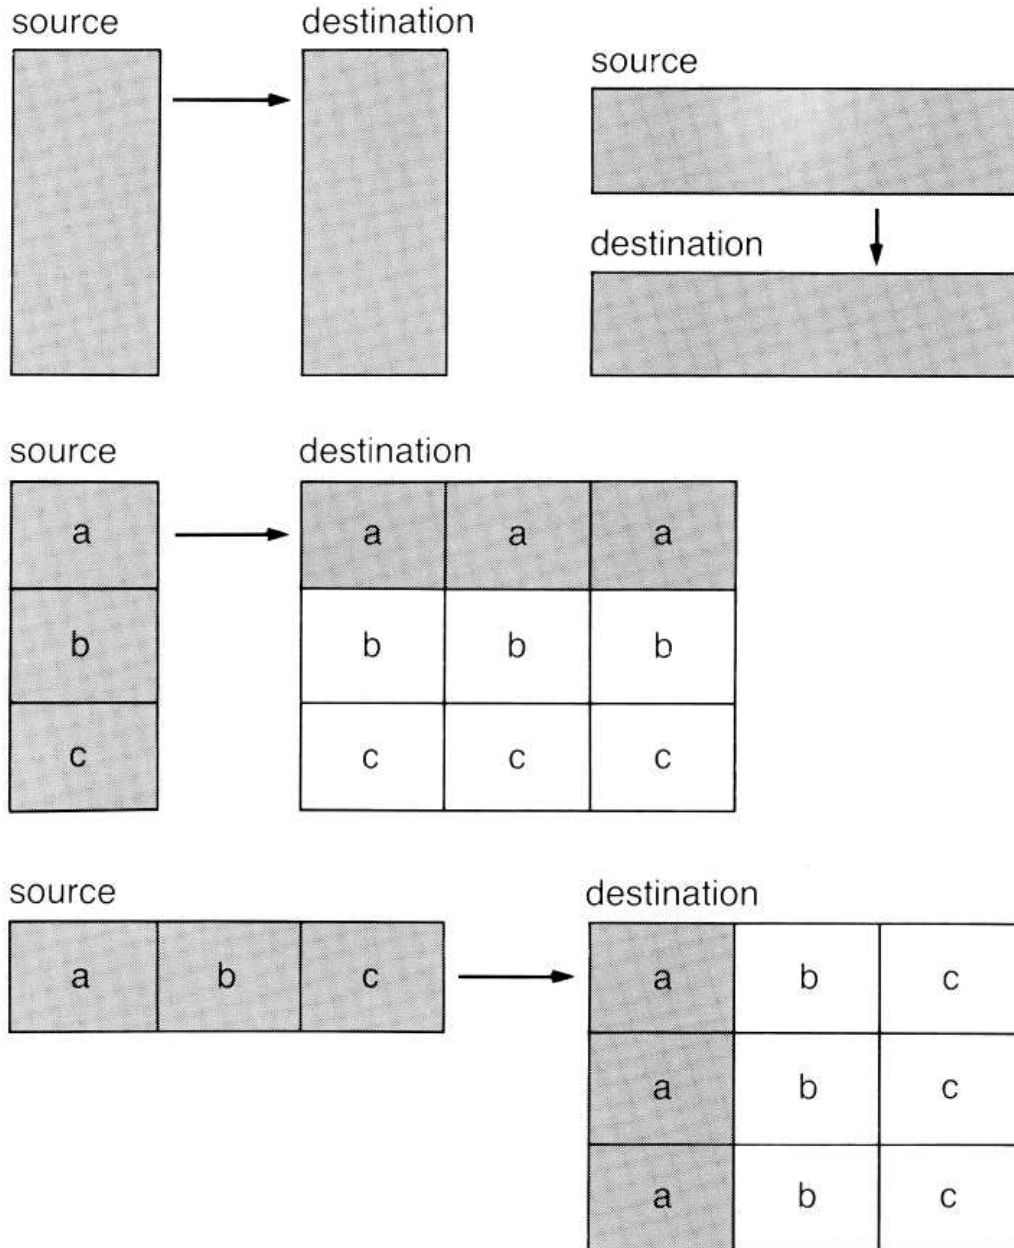 source destination
source
destination
source destination
a a a a
b b b b
c c c c
source destination
a b c a b c
a b c
a b c